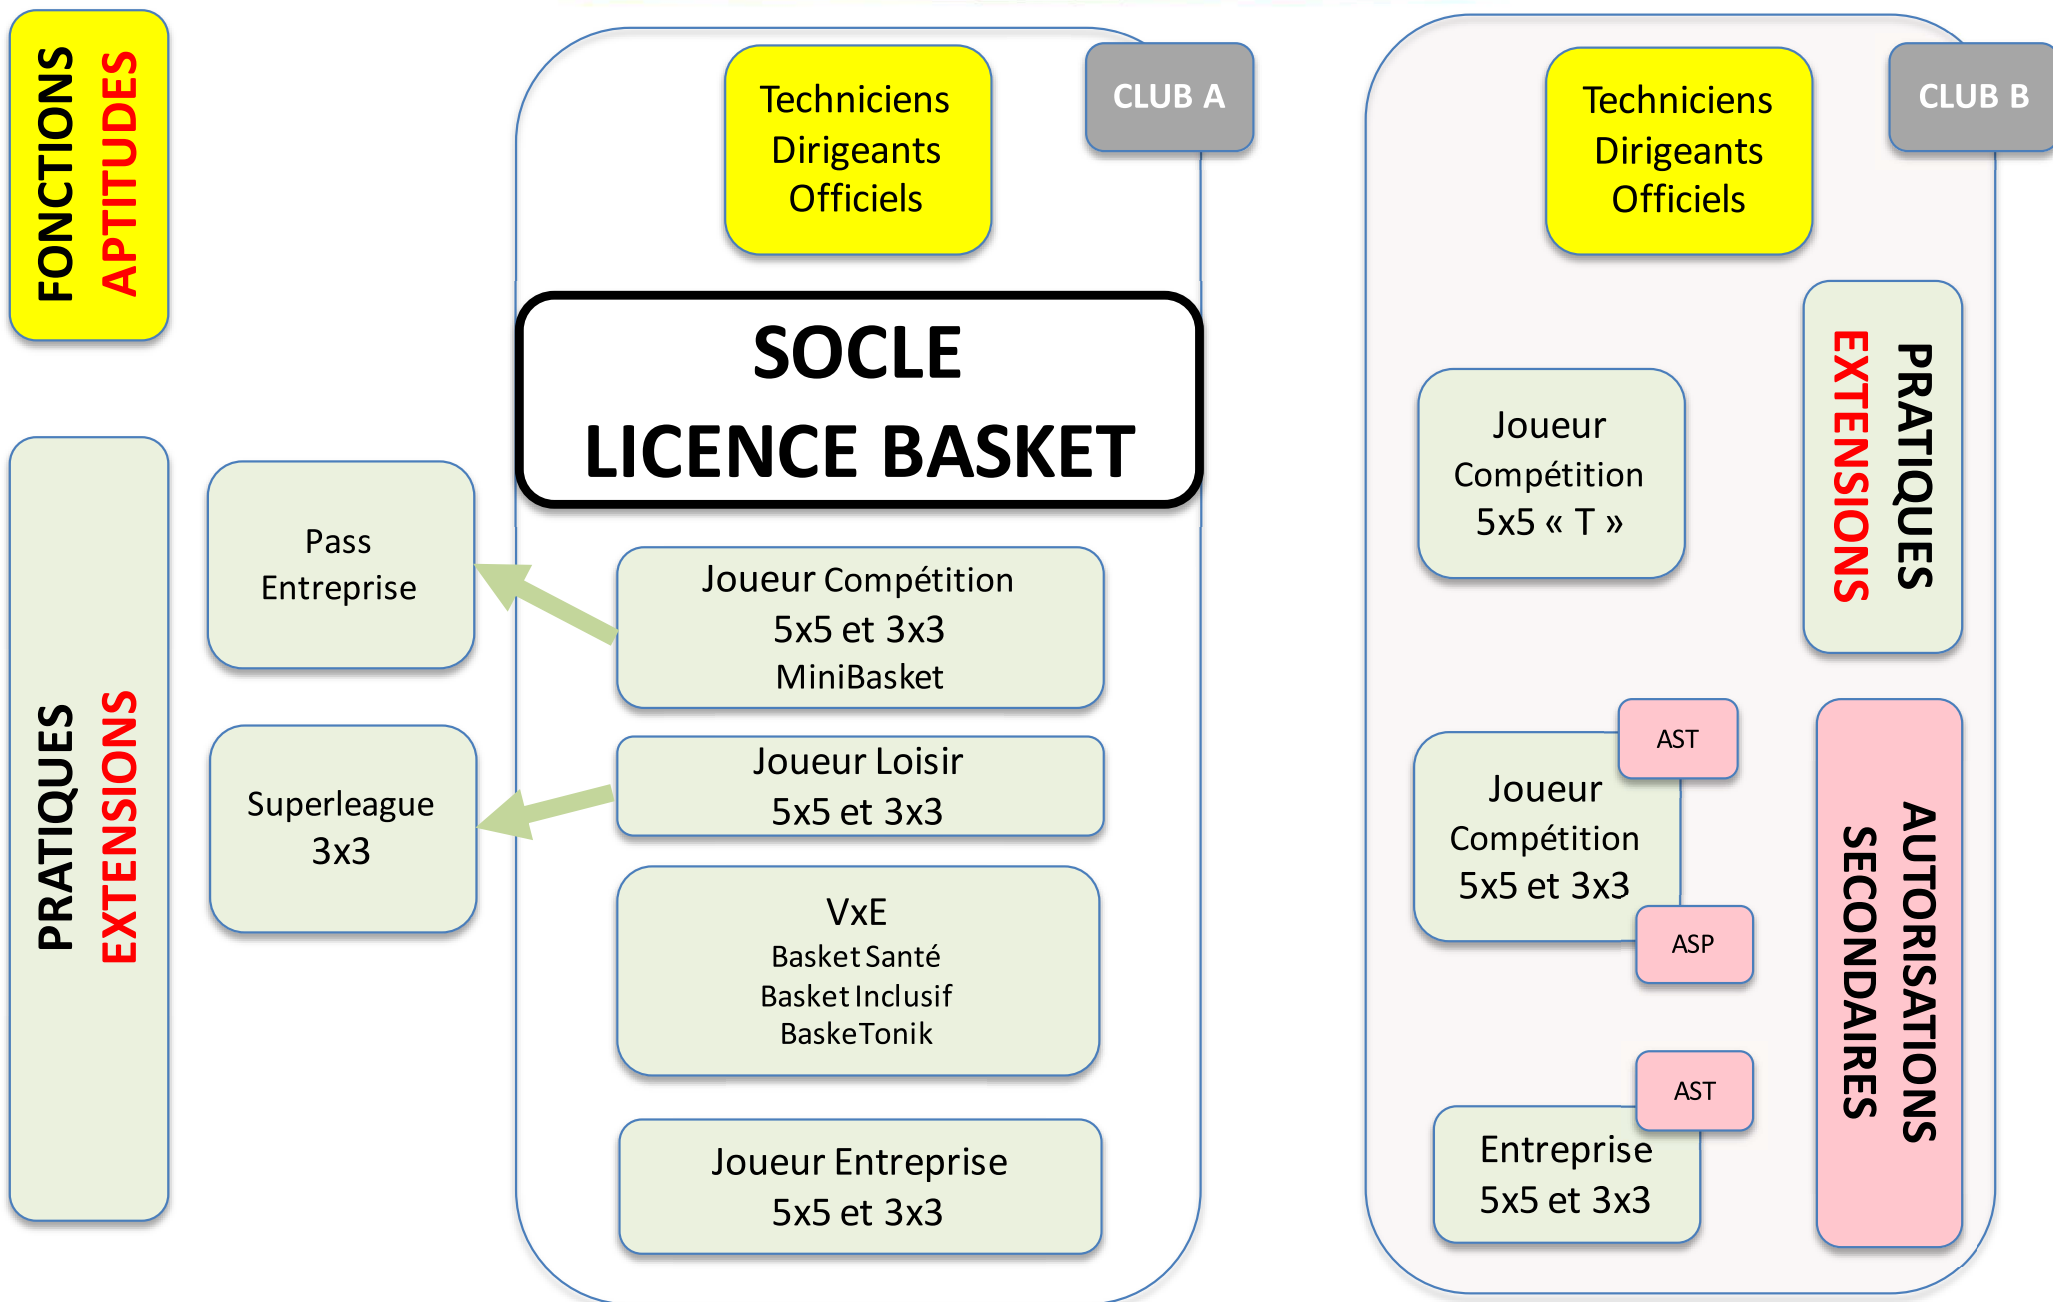 FONCTIONS
APTITUDES
PRATIQUES
EXTENSIONS
Pass
Entreprise
Superleague
3x3
CLUB A
Techniciens
Dirigeants
Officiels
SOCLE
LICENCE BASKET
Joueur Compétition
5x5 et 3x3
MiniBasket
Joueur Loisir
5x5 et 3x3
VxE
Basket Santé
Basket Inclusif
BaskeTonik
Joueur Entreprise
5x5 et 3x3
CLUB B
Techniciens
Dirigeants
Officiels
PRATIQUES
EXTENSIONS
Joueur
Compétition
5x5 « T »
AST
Joueur
Compétition
5x5 et 3x3
ASP
AST
Entreprise
5x5 et 3x3
AUTORISATIONS
SECONDAIRES